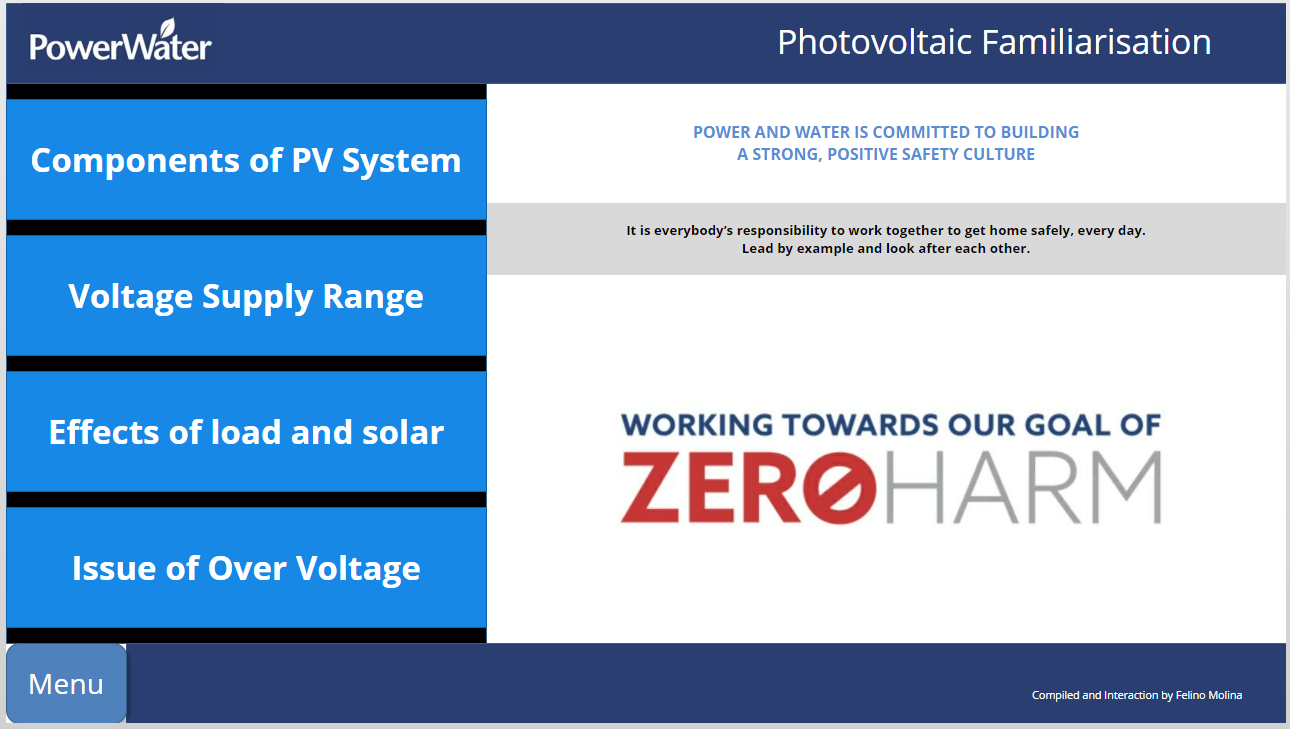 PowerWater
Photovoltaic Familiarisation
Components of PV System
Voltage Supply Range
Effects of load and solar
Issue of Over Voltage
POWER AND WATER IS COMMITTED TO BUILDING
A STRONG, POSITIVE SAFETY CULTURE
It is everybody’s responsibility to work together to get home safely, every day.
Lead by example and look after each other.
WORKING TOWARDS OUR GOAL OF
ZEROHARM
Menu
Compiled and Interaction by Felino Molina